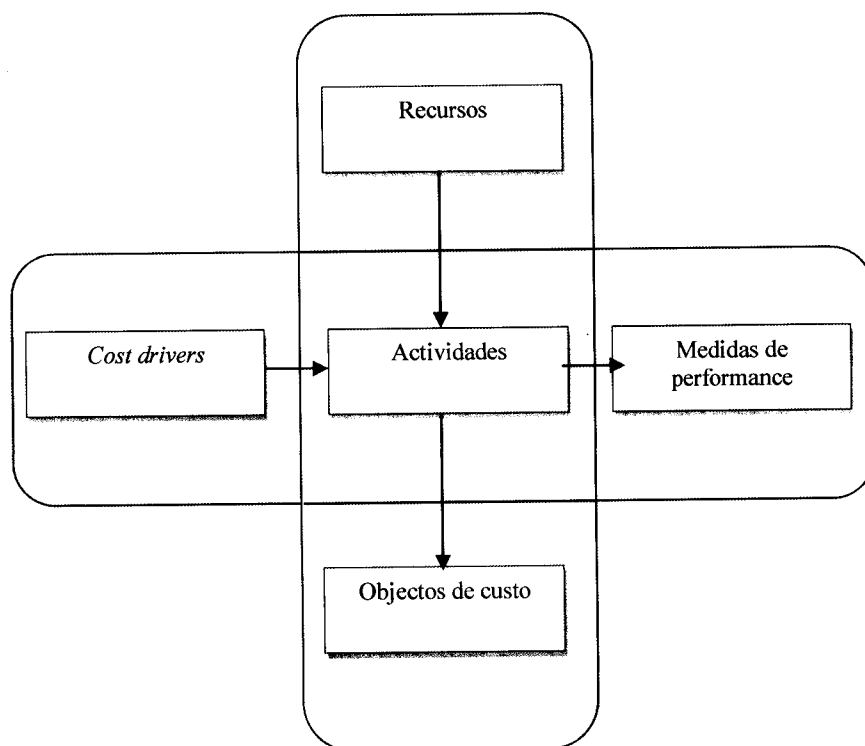 Recursos
Cost drivers
Actividades
Medidas de
performance
Objectos de custo